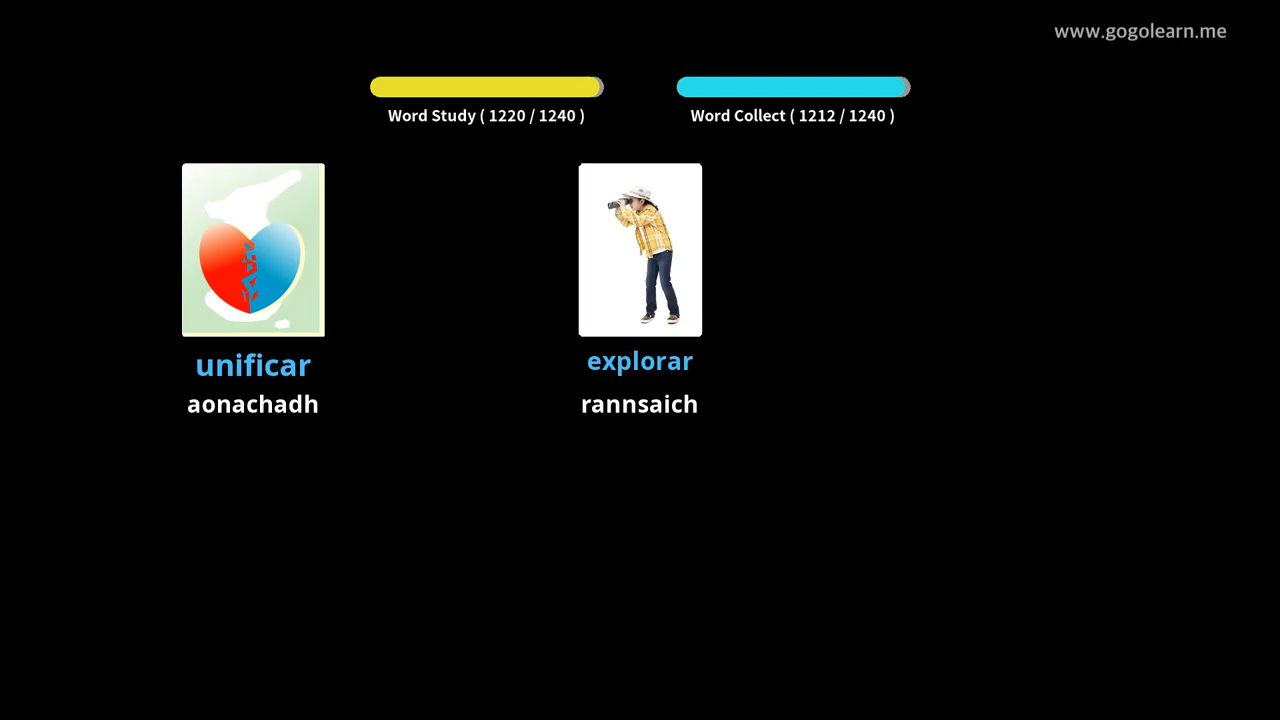 www.gogolearn.me
Word Study ( 1220 / 1240 )
Word Collect ( 1212 / 1240 )
unificar
aonachadh
explorar
rannsaich